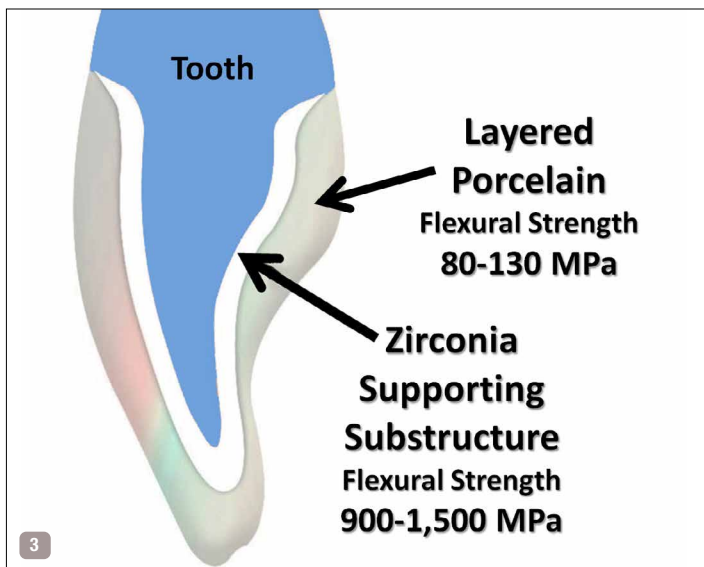 Tooth
Layered
Porcelain
Flexural Strength
80-130 MPa
Zirconia
Supporting
Substructure
Flexural Strength
900-1,500 MPa
3